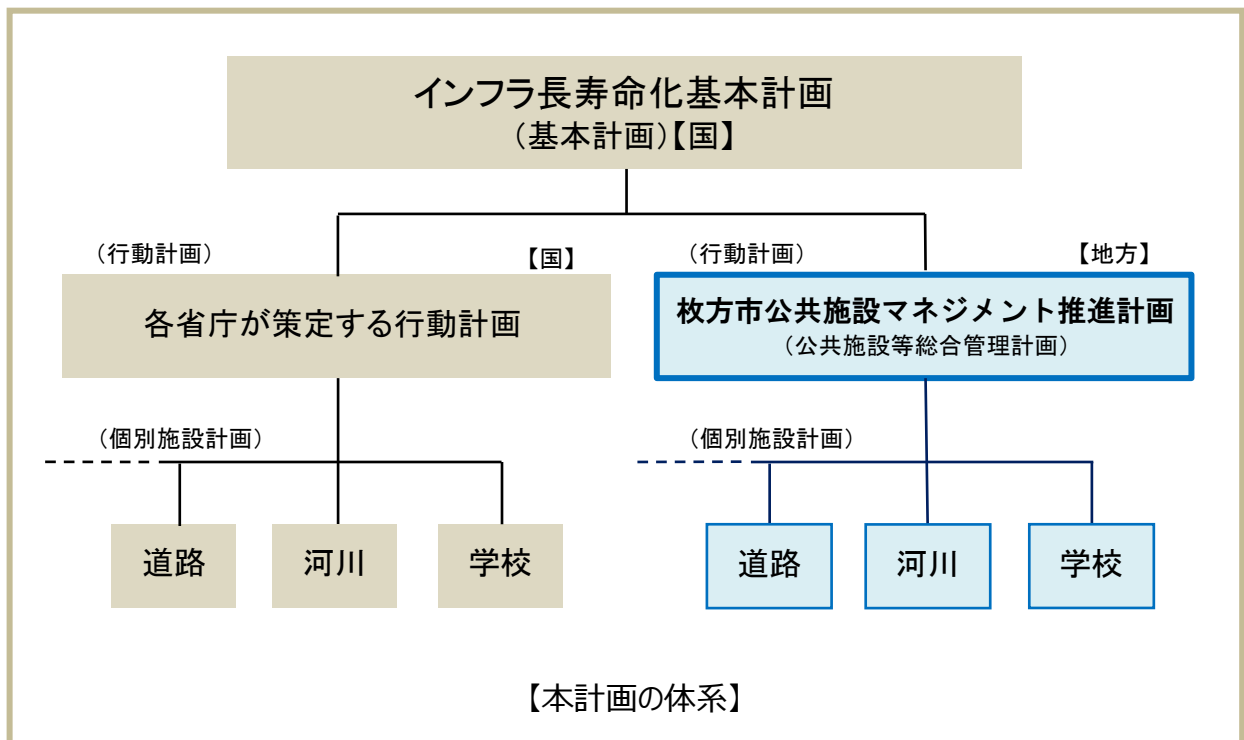 インフラ長寿命化基本計画
（基本計画）【国】
（行動計画）
【国】
各省庁が策定する行動計画
（個別施設計画）
道路
河川
学校
（行動計画）
【地方】
枚方市公共施設マネジメント推進計画
（公共施設等総合管理計画）
（個別施設計画）
道路
河川
学校
【本計画の体系】